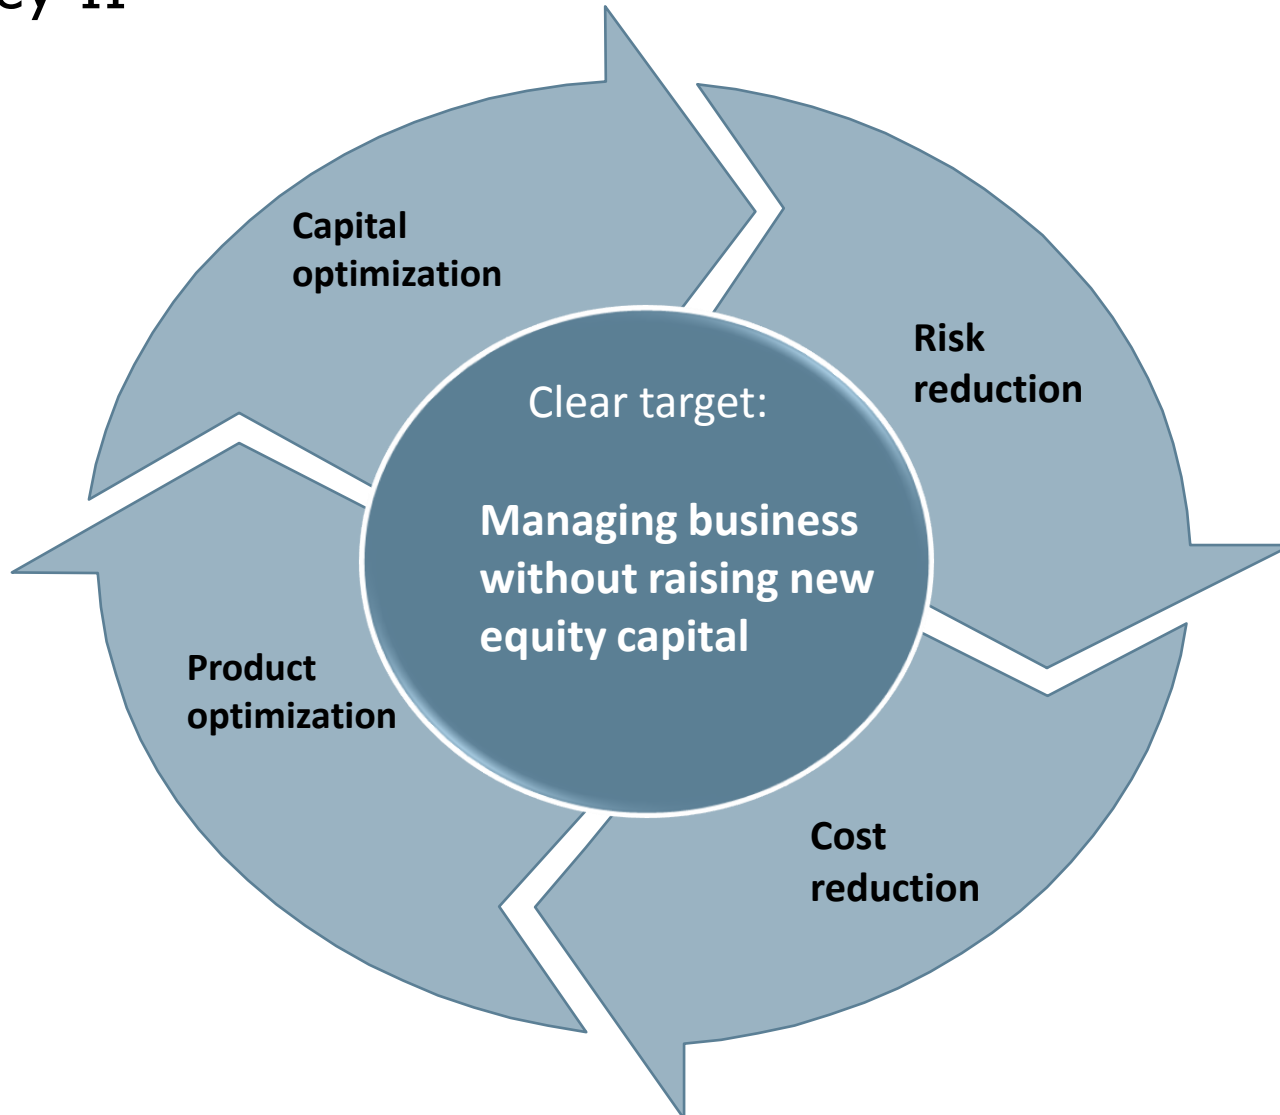 Capital
optimization
Risk
reduction
Clear target:
Managing business
without raising new
equity capital
Product
optimization
Cost
reduction